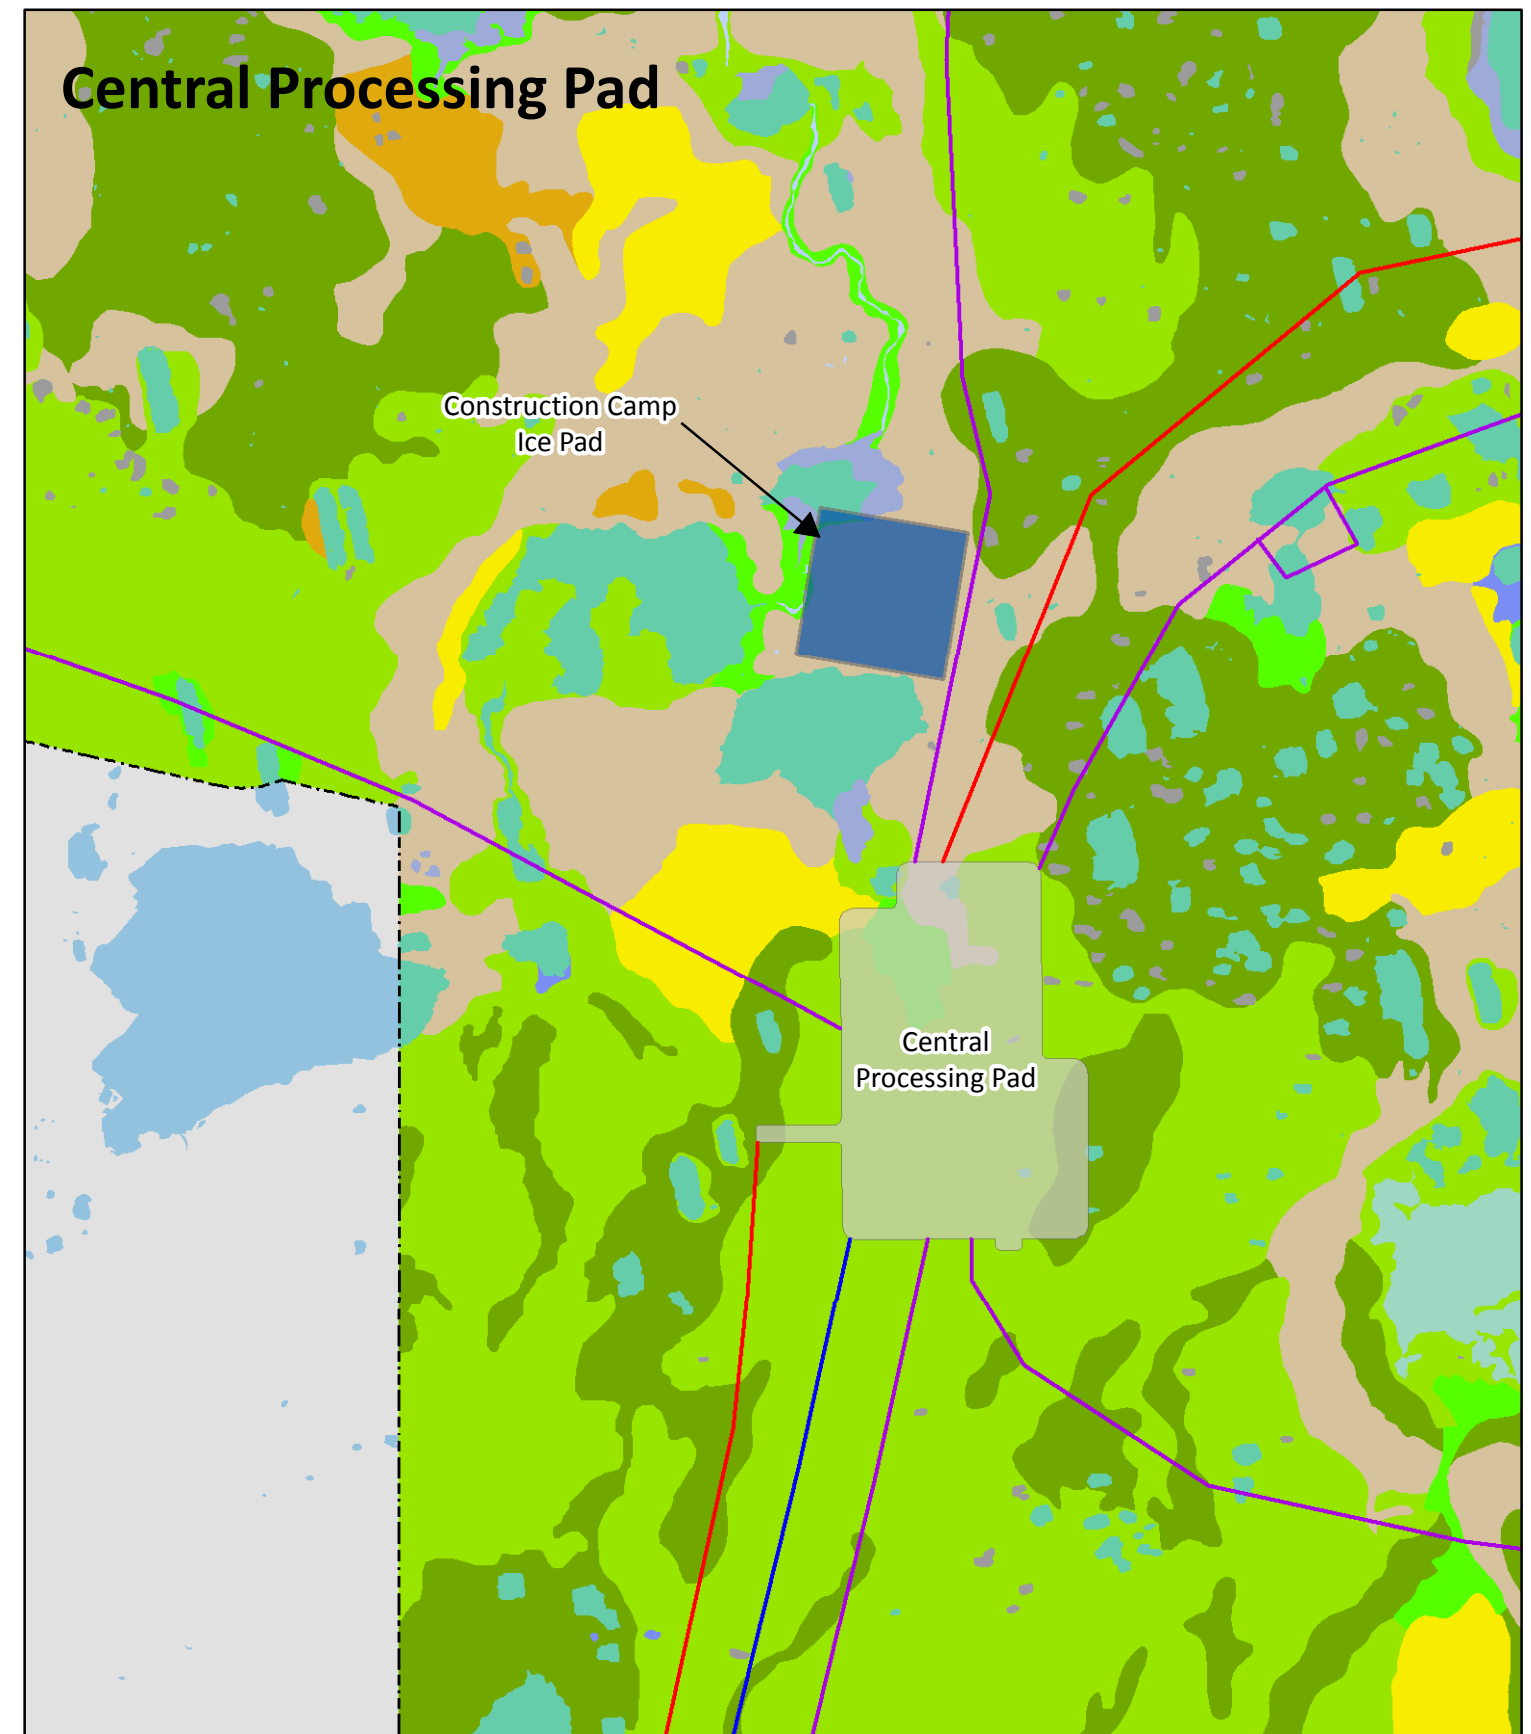 Central Processing Pad
Construction Camp
Ice Pad
Central
Processing Pad